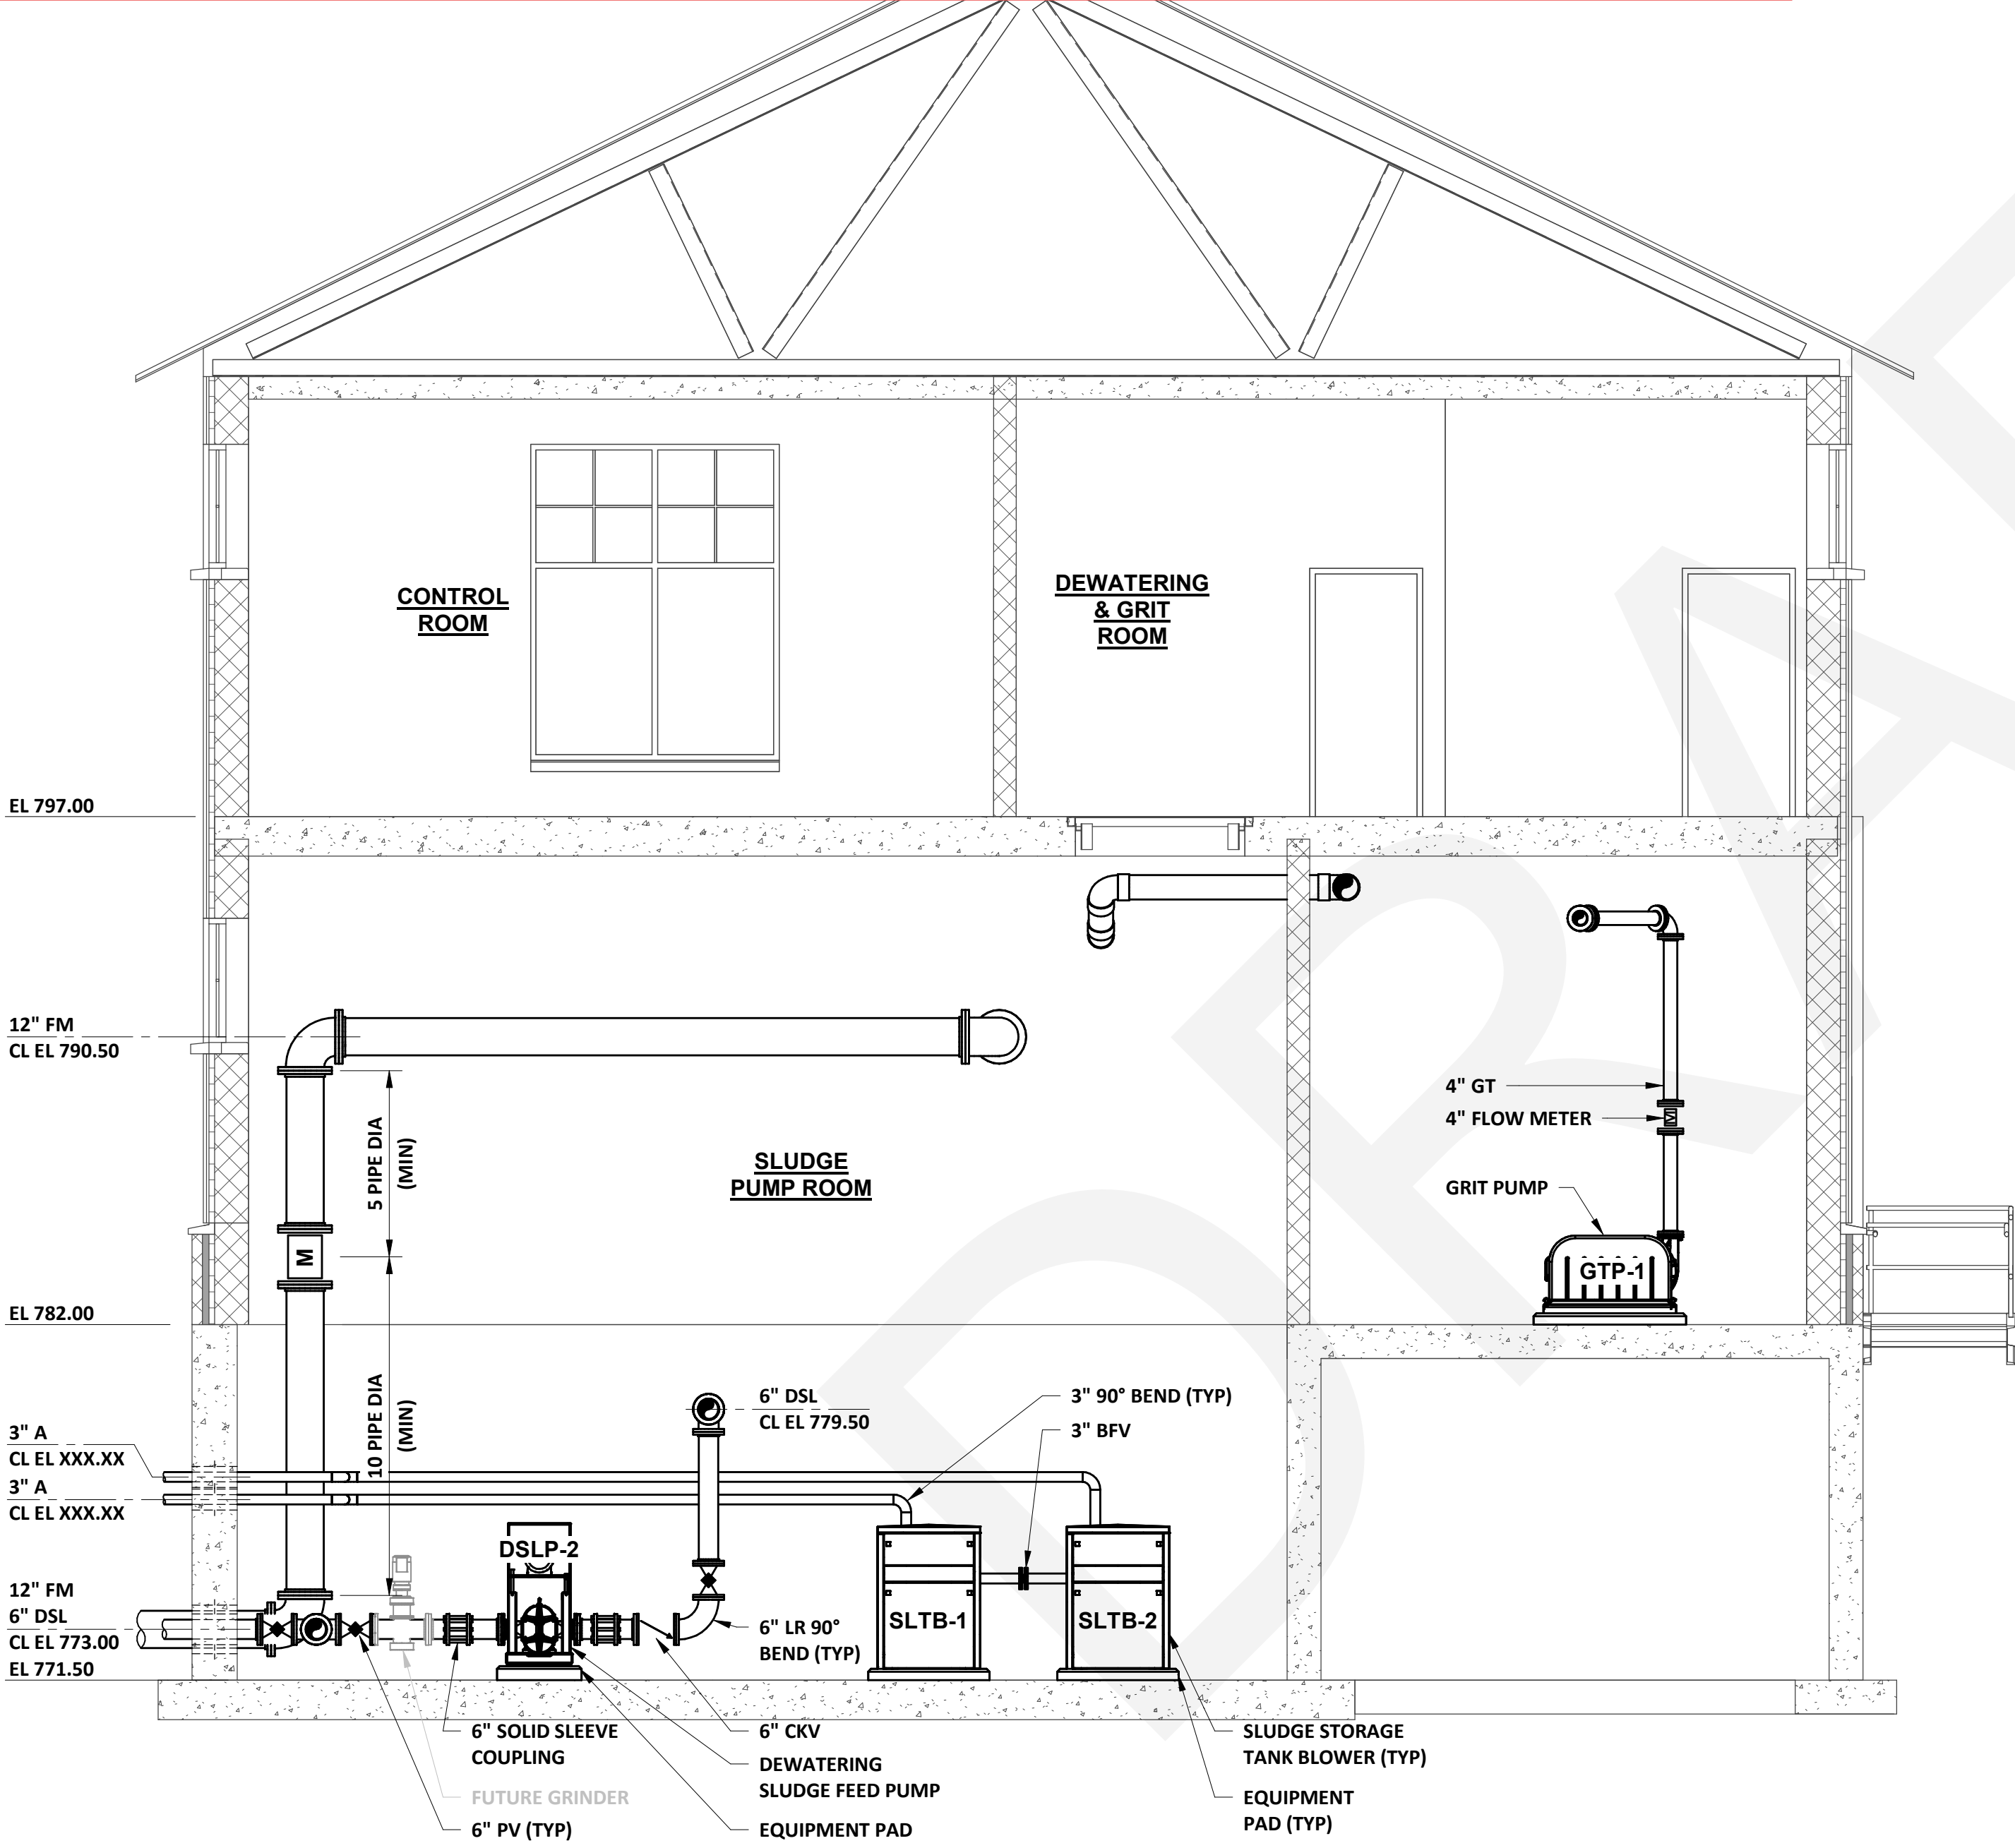 CONTROL
ROOM
DEWATERING
& GRIT
ROOM
EL 797.00
12" FM
CL EL 790.50
5 PIPE DIA
(MIN)
SLUDGE
PUMP ROOM
4" GT
4" FLOW METER
GRIT PUMP
GTP-1
M
M
EL 782.00
10 PIPE DIA
(MIN)
6" DSL
CL EL 779.50
3" 90° BEND (TYP)
3" BFV
3" A
CL EL XXX.XX
3" A
CL EL XXX.XX
DSLP-2
12" FM
6" DSL
CL EL 773.00
EL 771.50
SLTB-1
SLTB-2
6" LR 90°
BEND (TYP)
6" SOLID SLEEVE
COUPLING
FUTURE GRINDER
6" PV (TYP)
6" CKV
DEWATERING
SLUDGE FEED PUMP
EQUIPMENT PAD
SLUDGE STORAGE
TANK BLOWER (TYP)
EQUIPMENT
PAD (TYP)
DRAF